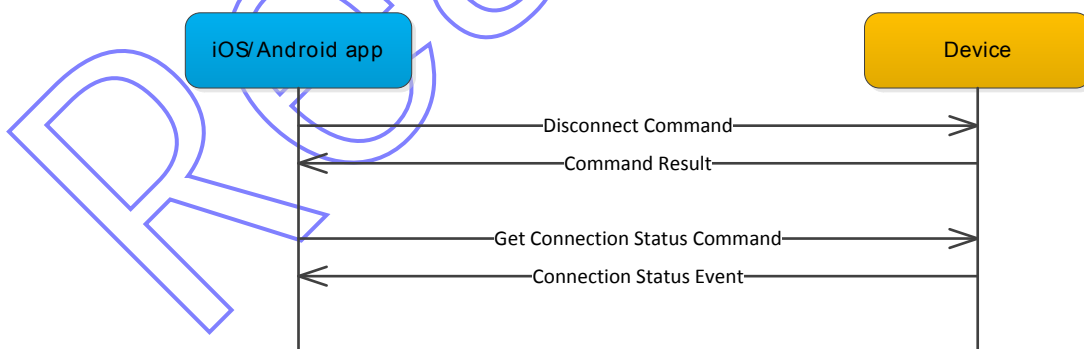 iOS/Android app
Device
Disconnect Command
Command Result
Get Connection Status Command
Connection Status Event